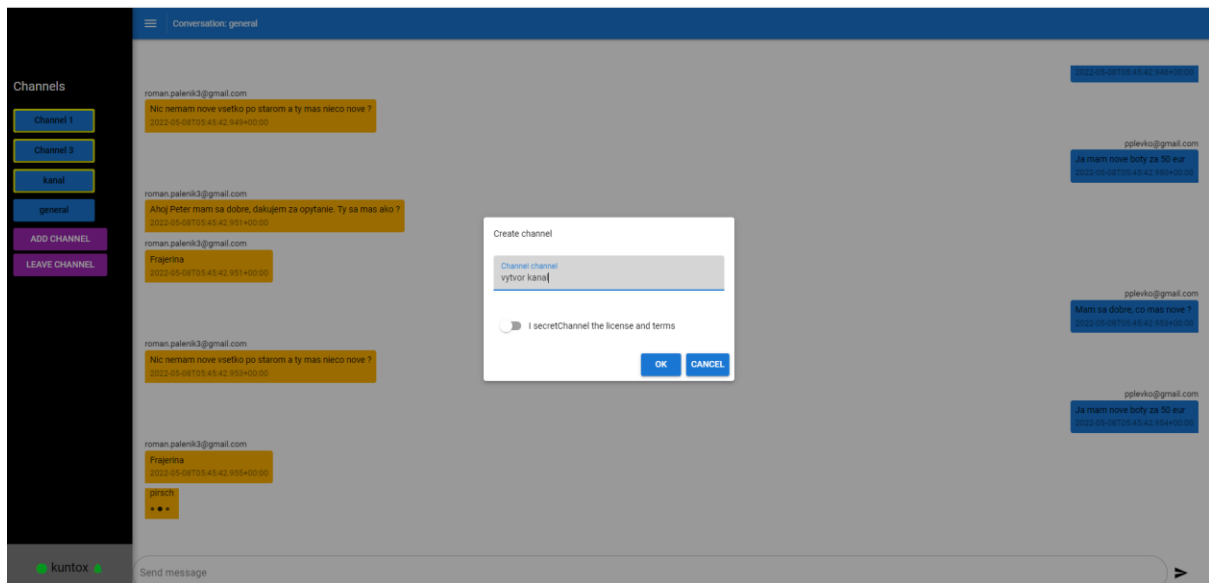 Conversation: general
Channels
Channel 1
Channel 3
kanal
general
ADD CHANNEL
LEAVE CHANNEL
kuntox
2022-05-08T05:45:42.948+00:00
roman.palenik3@gmail.com
Nic nemam nove vsetko po starom a ty mas nieco nove ?
2022-05-08T05:45:42.949+00:00
pplevko@gmail.com
Ja mam nove boty za 50 eur
2022-05-08T05:45:42.950+00:00
roman.palenik3@gmail.com
Ahoj Peter mam sa dobre, dakujem za opytanie. Ty sa mas ako ?
2022-05-08T05:45:42.951+00:00
roman.palenik3@gmail.com
Frajerina
2022-05-08T05:45:42.951+00:00
pplevko@gmail.com
Mam sa dobre, co mas nove ?
2022-05-08T05:45:42.953+00:00
roman.palenik3@gmail.com
Nic nemam nove vsetko po starom a ty mas nieco nove ?
2022-05-08T05:45:42.953+00:00
pplevko@gmail.com
Ja mam nove boty za 50 eur
2022-05-08T05:45:42.954+00:00
roman.palenik3@gmail.com
Frajerina
2022-05-08T05:45:42.955+00:00
pirsch
Send message
Create channel
Channel channel
vytvor kanal
I secretChannel the license and terms
OK
CANCEL